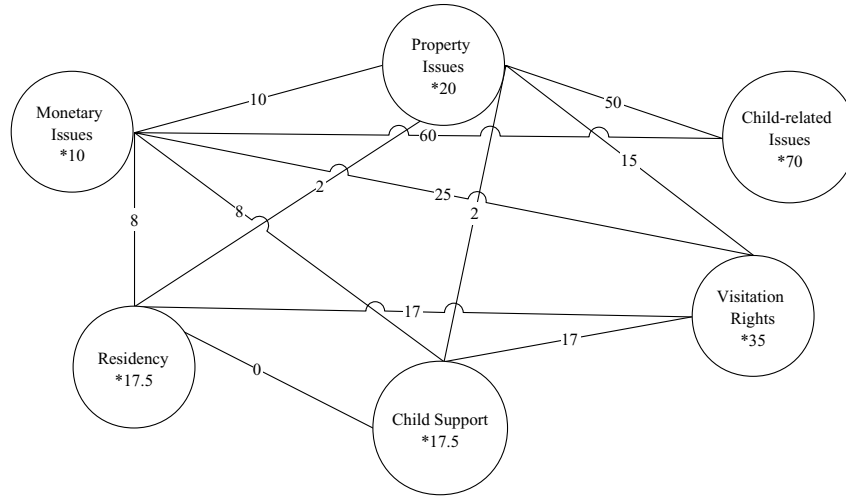 Property
Issues
*20
Monetary
Issues
*10
Child-related
Issues
*70
10
50
60
15
2
25
8
8
2
Visitation
Rights
*35
17
17
0
Residency
*17.5
Child Support
*17.5